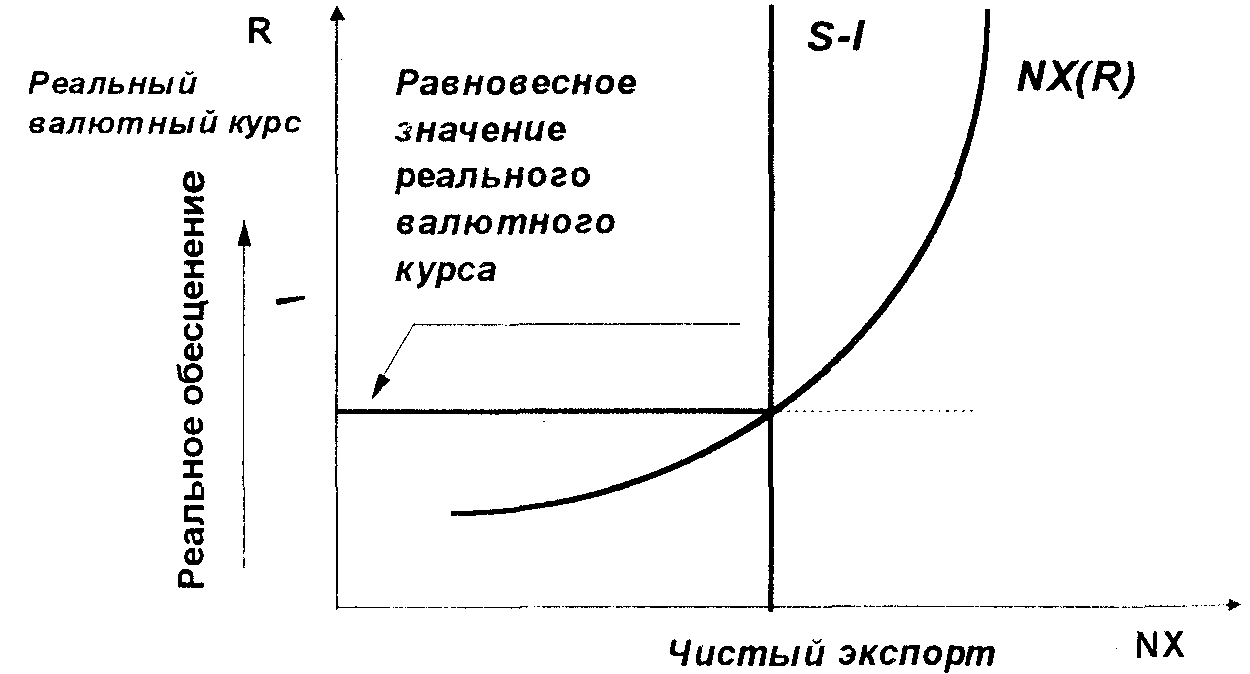 R
Реальный
валютный курс
Реальное обесценение
Равновесное
значение
реального
валютного
курса
S-I
NX(R)
Чистый экспорт
NX